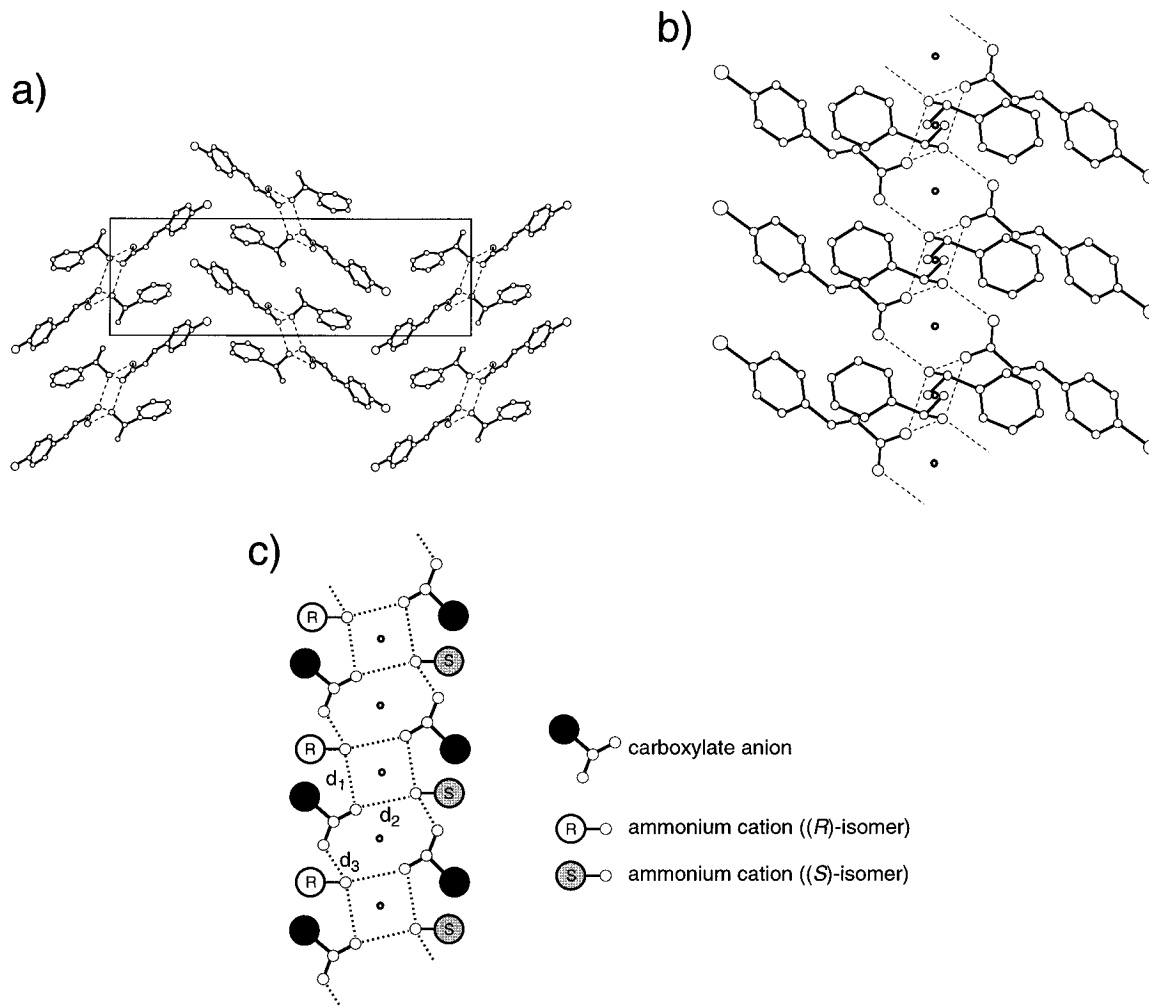 a)
b)
c)
R
S
R
d₁
S
d₂
d₃
R
S
carboxylate anion
R ammonium cation ((R)-isomer)
S ammonium cation ((S)-isomer)